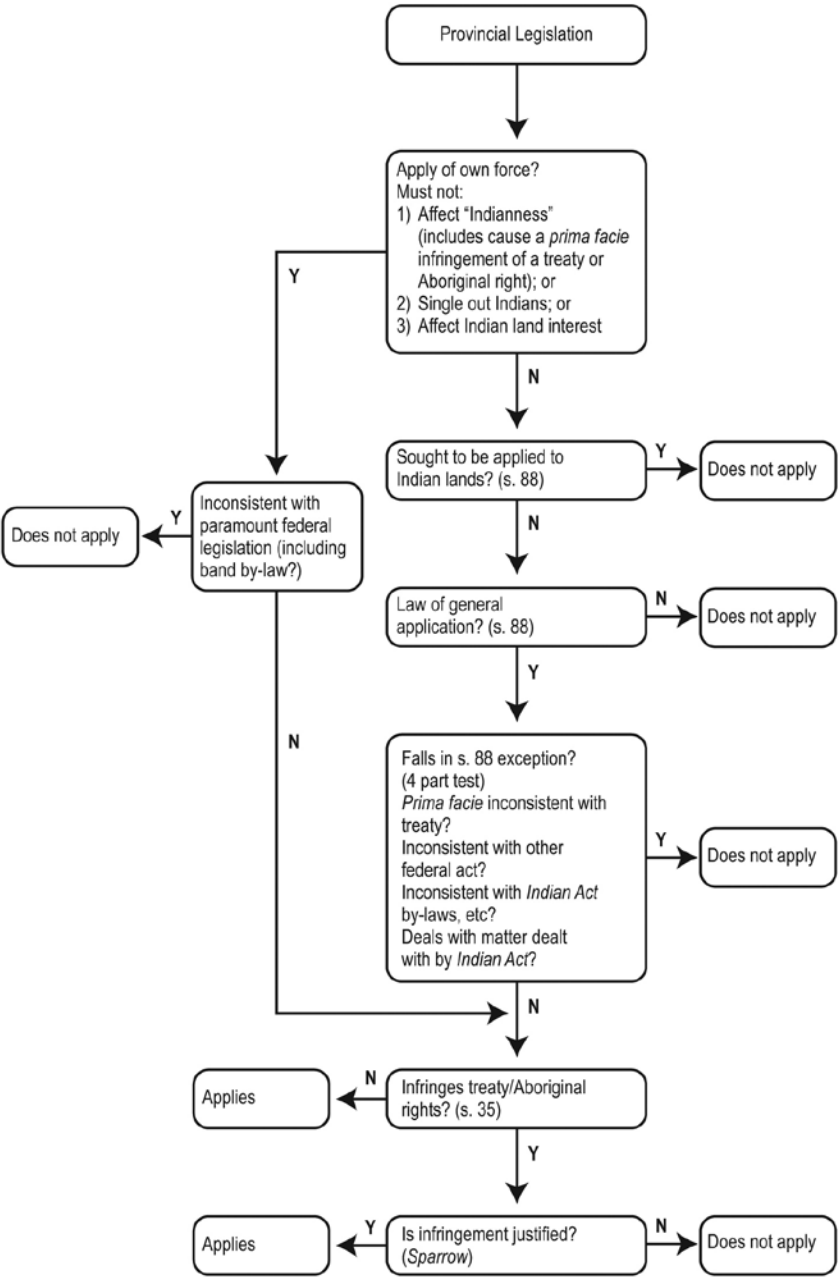 Provincial Legislation
Apply of own force?
Must not:
1) Affect “Indianness”
(includes cause a prima facie
infringement of a treaty or
Aboriginal right); or
2) Single out Indians; or
3) Affect Indian land interest
Y
N
Sought to be applied to
Indian lands? (s. 88)
Y
Does not apply
Inconsistent with
paramount federal
legislation (including
band by-law?)
Y
Does not apply
N
Law of general
application? (s. 88)
N
Does not apply
Y
N
Falls in s. 88 exception?
(4 part test)
Prima facie inconsistent with
treaty?
Inconsistent with other
federal act?
Inconsistent with Indian Act
by-laws, etc?
Deals with matter dealt
with by Indian Act?
Y
Does not apply
N
Infringes treaty/Aboriginal
rights? (s. 35)
N
Applies
Y
Is infringement justified?
(Sparrow)
Y
Applies
N
Does not apply